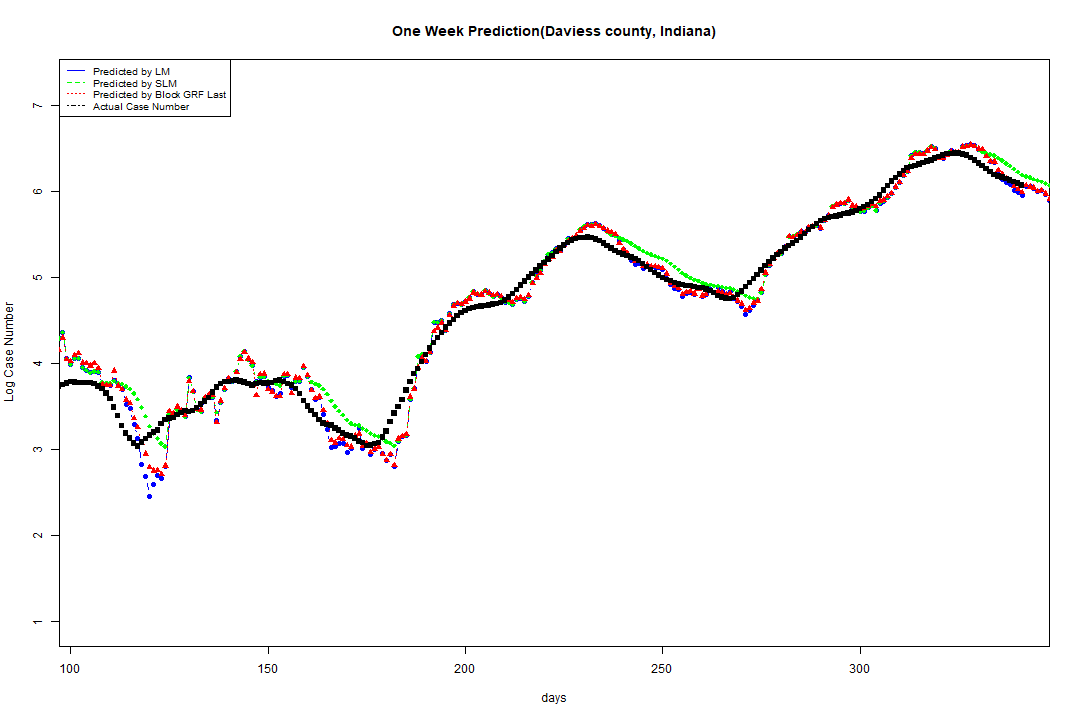 One Week Prediction(Daviess county, Indiana)
Predicted by LM
Predicted by SLM
Predicted by Block GRF Last
Actual Case Number
7
6
5
4
3
2
1
Log Case Number
100 150 200 250 300
days